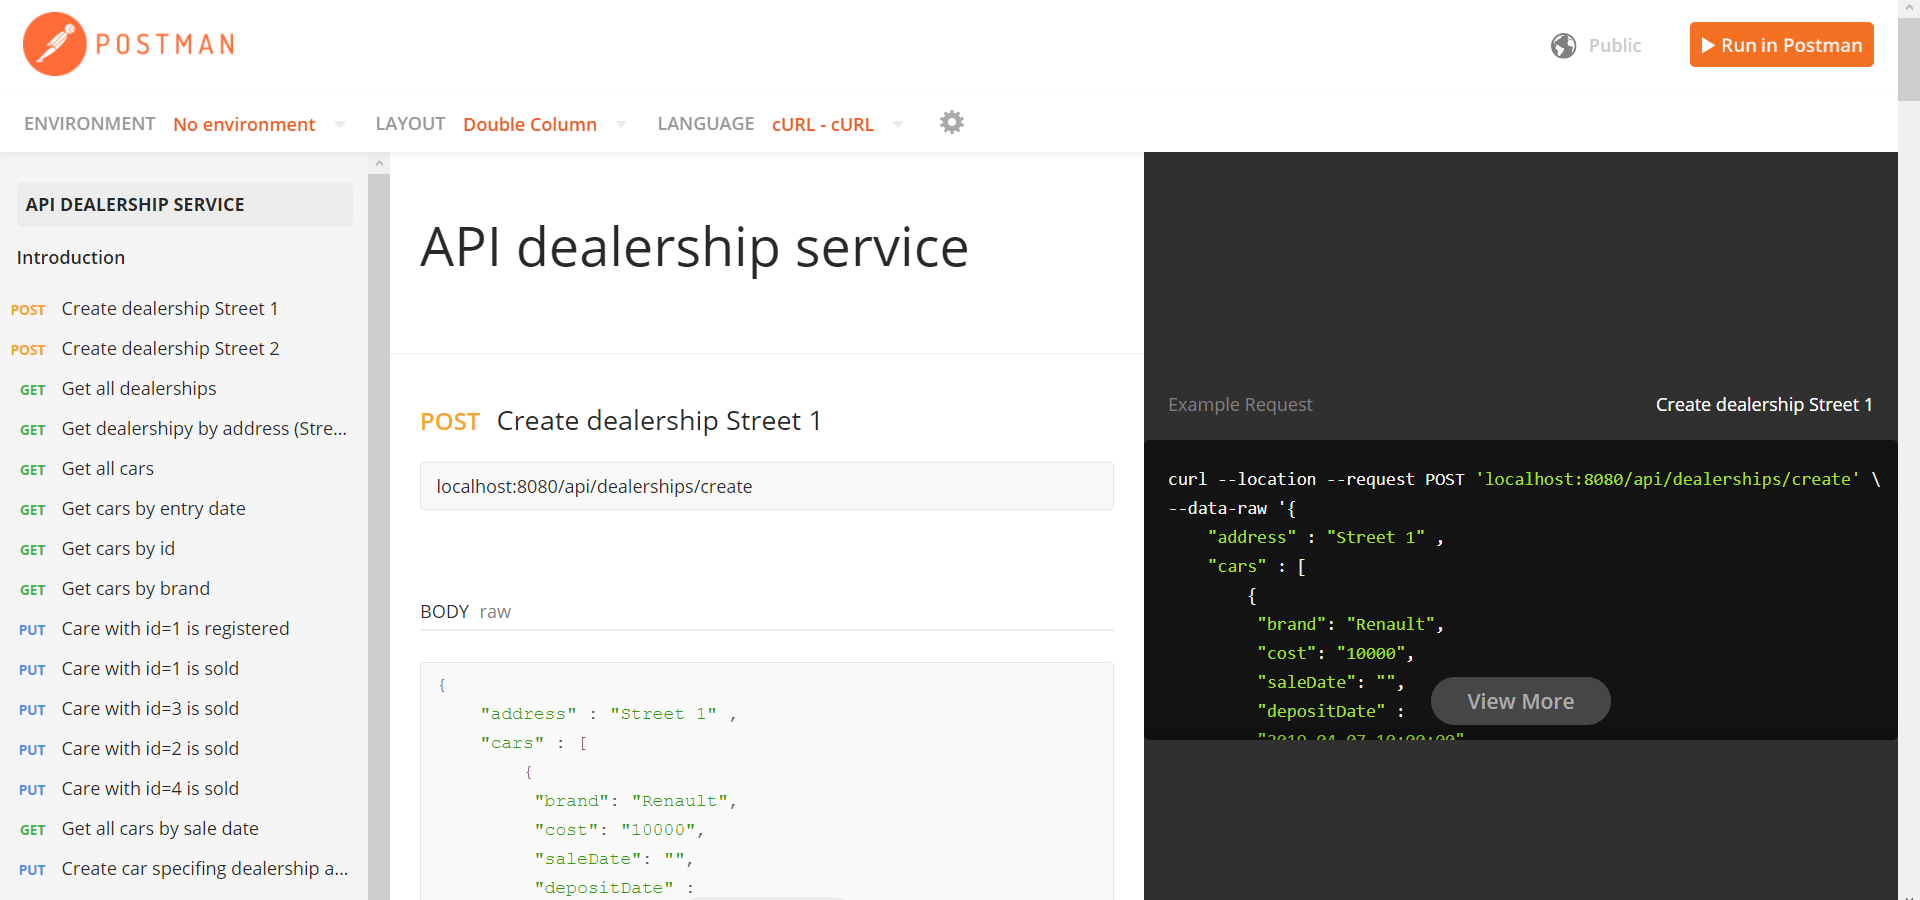 POSTMAN
Public
Run in Postman
ENVIRONMENT No environment LAYOUT Double Column LANGUAGE cURL - cURL
API DEALERSHIP SERVICE
Introduction
POST Create dealership Street 1
POST Create dealership Street 2
GET Get all dealerships
GET Get dealershipy by address (Stre...
GET Get all cars
GET Get cars by entry date
GET Get cars by id
GET Get cars by brand
PUT Care with id=1 is registered
PUT Care with id=1 is sold
PUT Care with id=3 is sold
PUT Care with id=2 is sold
PUT Care with id=4 is sold
GET Get all cars by sale date
PUT Create car specifing dealership a...
API dealership service
POST Create dealership Street 1
localhost:8080/api/dealerships/create
BODY raw
{
"address" : "Street 1" ,
"cars" : [
{
"brand": "Renault",
"cost": "10000",
"saleDate": "",
"depositDate" :
Example Request
Create dealership Street 1
curl --location --request POST 'localhost:8080/api/dealerships/create' \
--data-raw '{
"address" : "Street 1" ,
"cars" : [
{
"brand": "Renault",
"cost": "10000",
"saleDate": "",
"depositDate" :
"2019-04-07 10:00:00"
View More